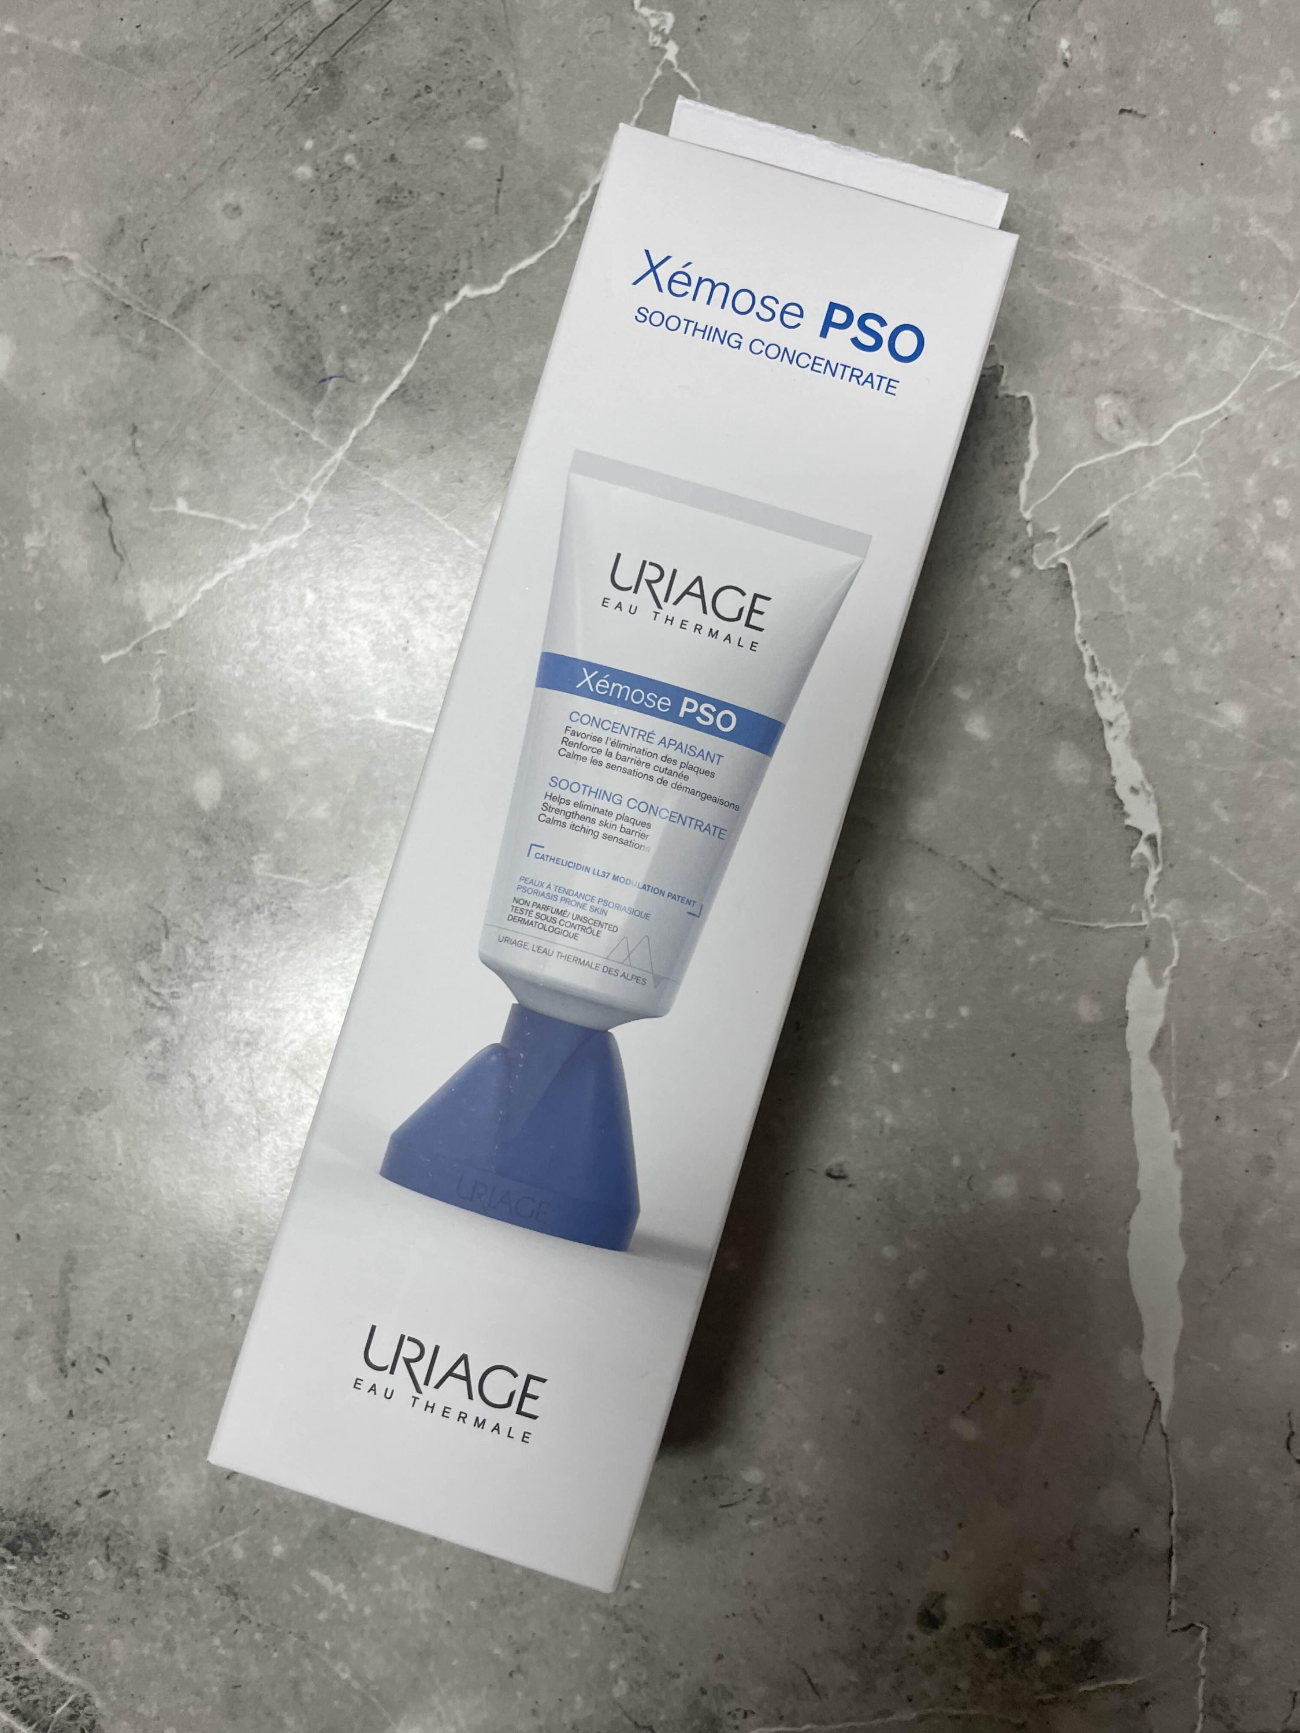 Xémose PSO
SOOTHING CONCENTRATE
URIAGE
EAU THERMALE
Xémose PSO
CONCENTRÉ APAISANT
Favorise l'élimination des plaques
Renforce la barrière cutanée
Calme les sensations de démangeaisons
SOOTHING CONCENTRATE
Helps eliminate plaques
Strengthens skin barrier
Calms itching sensations
CATHELICIDIN LL37 MODULATION PATENT
PEAUX À TENDANCE PSORIASIQUE
PSORIASIS PRONE SKIN
NON PARFUMÉ/ UNSCENTED
TESTÉ SOUS CONTRÔLE
DERMATOLOGIQUE
URIAGE, L'EAU THERMALE DES ALPES
URIAGE
URIAGE
EAU THERMALE